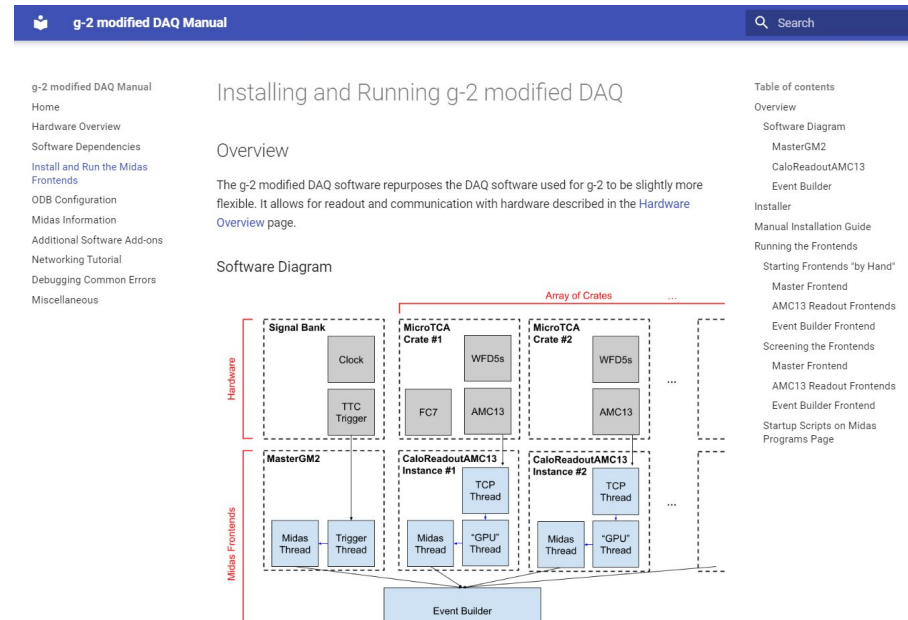 g-2 modified DAQ Manual
Search
g-2 modified DAQ Manual
Home
Hardware Overview
Software Dependencies
Install and Run the Midas
Frontends
ODB Configuration
Midas Information
Additional Software Add-ons
Networking Tutorial
Debugging Common Errors
Miscellaneous
Installing and Running g-2 modified DAQ
Overview
The g-2 modified DAQ software repurposes the DAQ software used for g-2 to be slightly more
flexible. It allows for readout and communication with hardware described in the Hardware
Overview page.
Software Diagram
Array of Crates
...
Hardware
Signal Bank
Clock
TTC
Trigger
MicroTCA
Crate #1
WFD5s
FC7
AMC13
MicroTCA
Crate #2
WFD5s
AMC13
...
Midas Frontends
MasterGM2
Midas
Thread
Trigger
Thread
CaloReadoutAMC13
Instance #1
TCP
Thread
Midas
Thread
"GPU"
Thread
CaloReadoutAMC13
Instance #2
TCP
Thread
Midas
Thread
"GPU"
Thread
...
Event Builder
Table of contents
Overview
Software Diagram
MasterGM2
CaloReadoutAMC13
Event Builder
Installer
Manual Installation Guide
Running the Frontends
Starting Frontends "by Hand"
Master Frontend
AMC13 Readout Frontends
Event Builder Frontend
Screening the Frontends
Master Frontend
AMC13 Readout Frontends
Event Builder Frontend
Startup Scripts on Midas
Programs Page